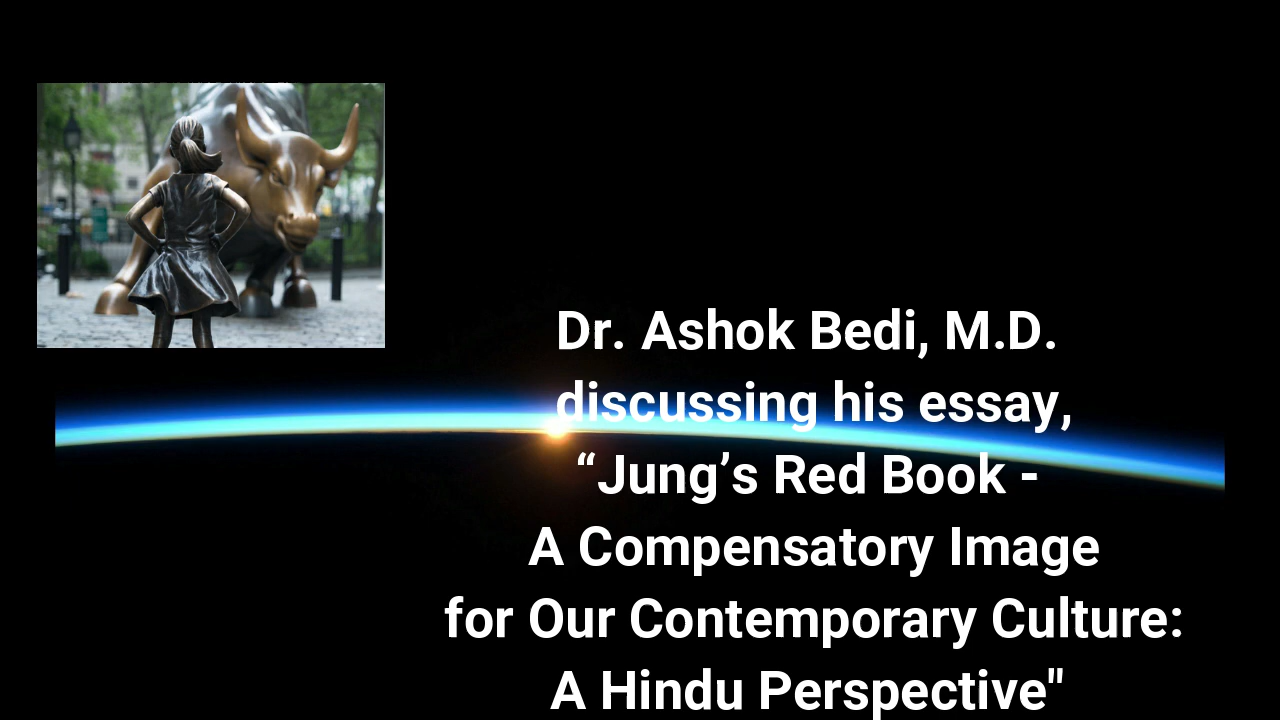 Dr. Ashok Bedi, M.D.
discussing his essay,
“Jung’s Red Book -
A Compensatory Image
for Our Contemporary Culture:
A Hindu Perspective"